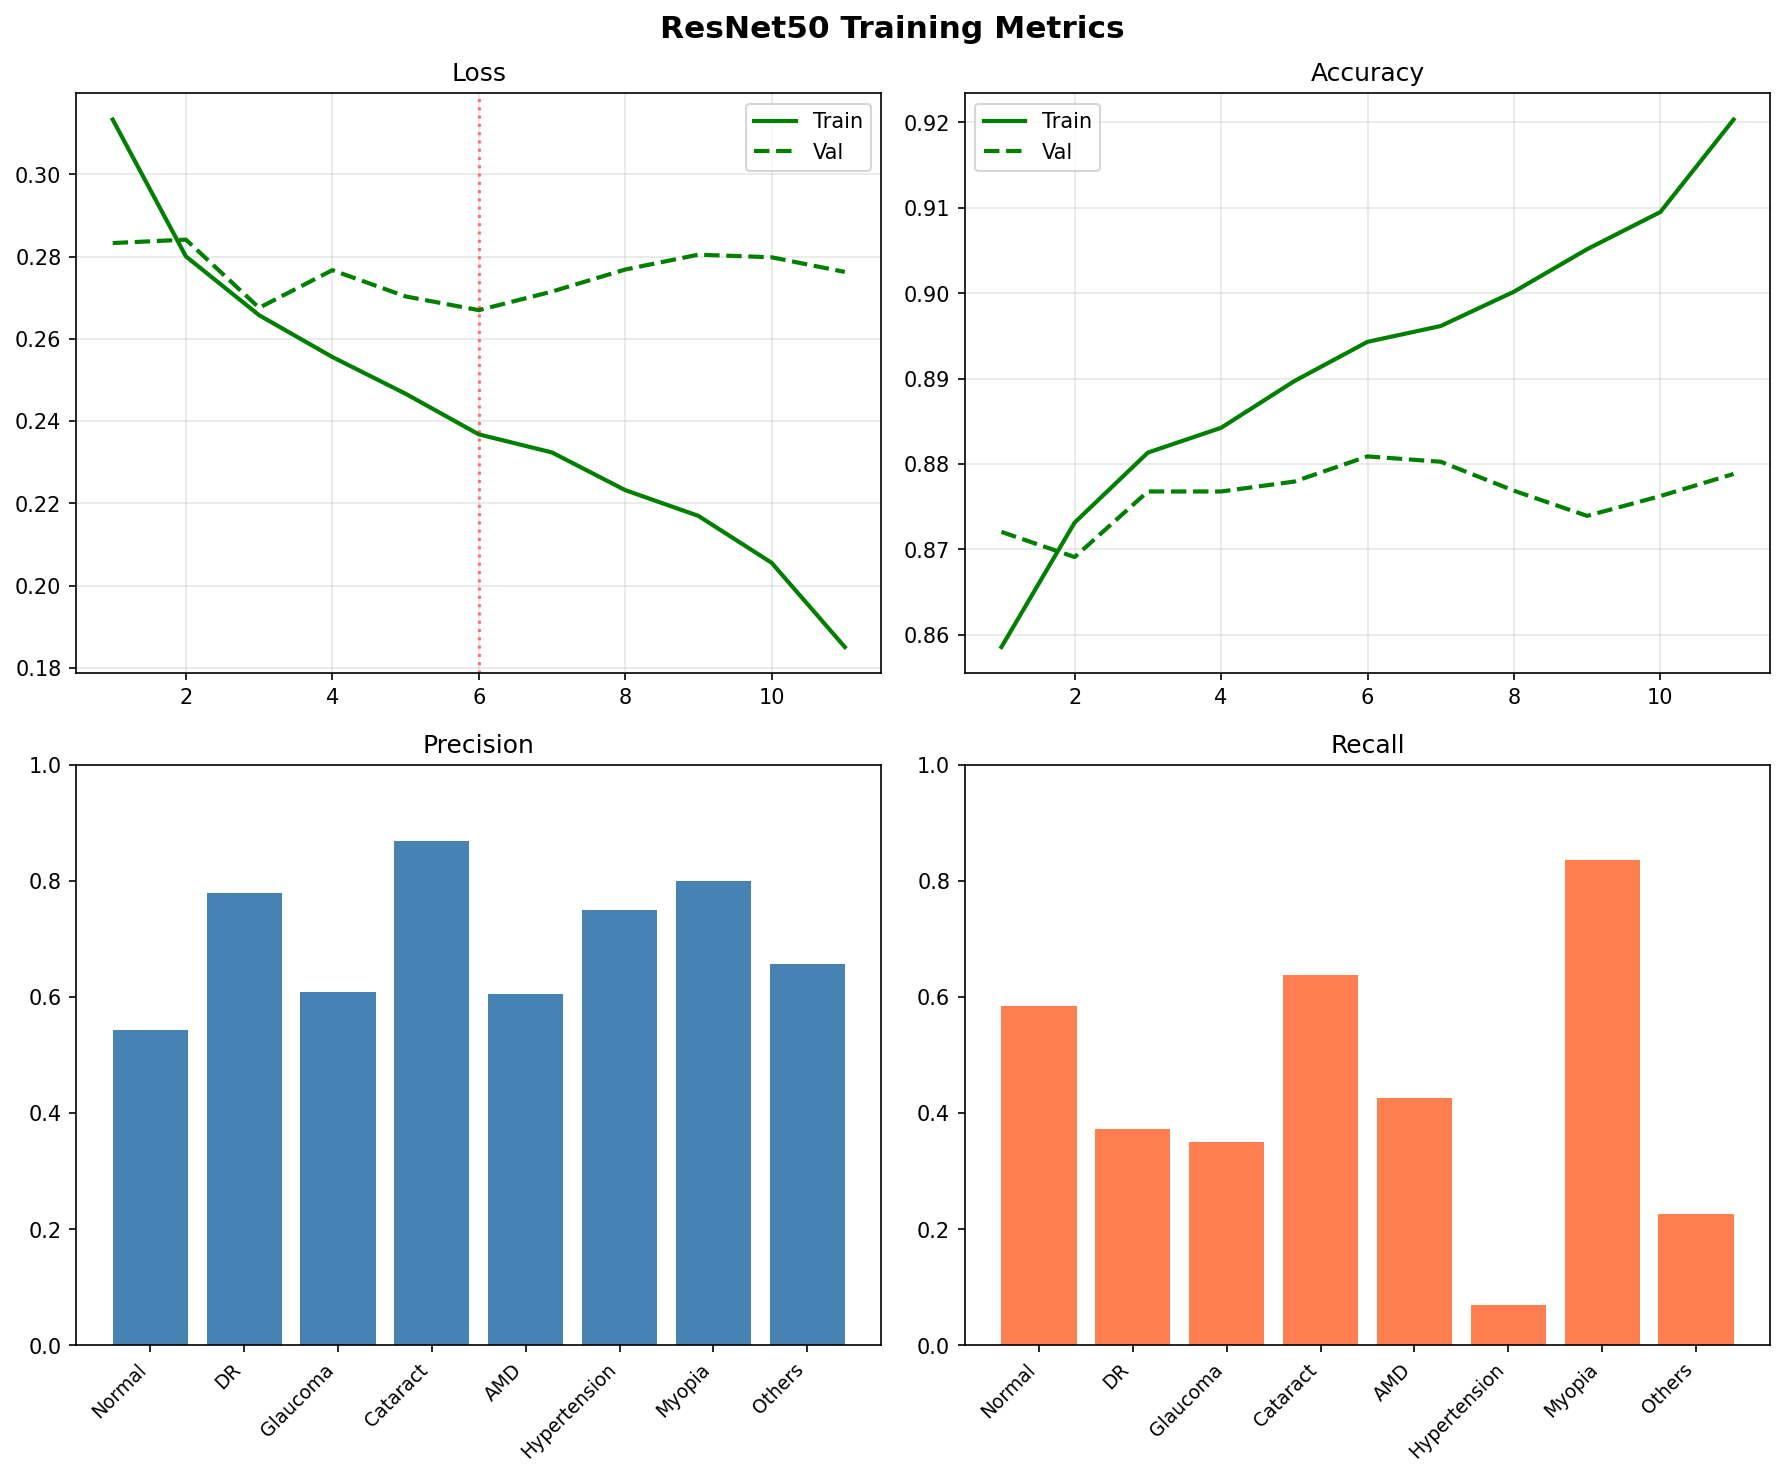 ResNet50 Training Metrics
Loss
Train
Val
0.30
0.28
0.26
0.24
0.22
0.20
0.18
2 4 6 8 10
Accuracy
Train
Val
0.92
0.91
0.90
0.89
0.88
0.87
0.86
2 4 6 8 10
Precision
1.0
0.8
0.6
0.4
0.2
0.0
Normal DR Glaucoma Cataract AMD Hypertension Myopia Others
Recall
1.0
0.8
0.6
0.4
0.2
0.0
Normal DR Glaucoma Cataract AMD Hypertension Myopia Others